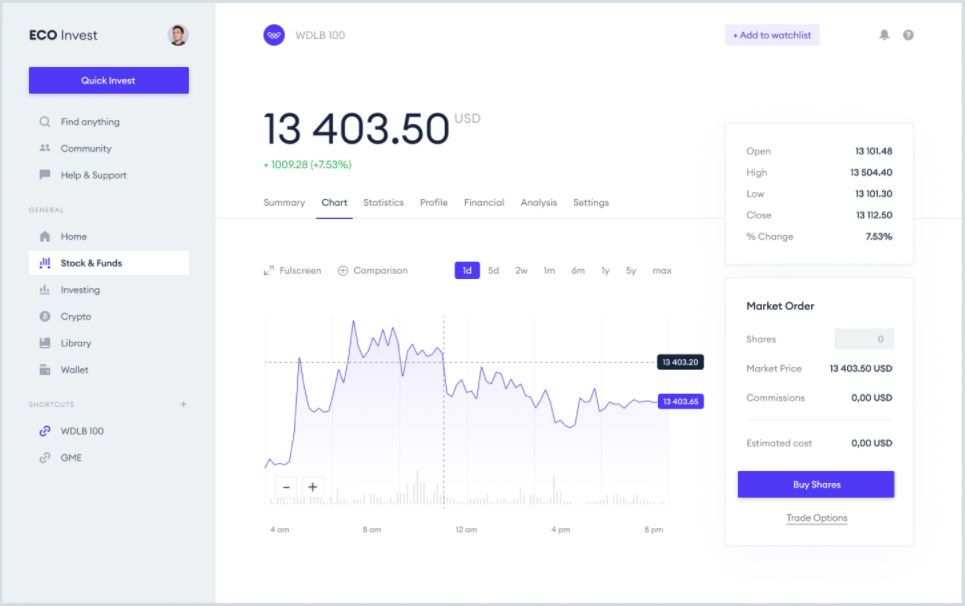 ECO Invest
Quick Invest
Find anything
Community
Help & Support
GENERAL
Home
Stock & Funds
Investing
Crypto
Library
Wallet
SHORTCUTS +
WDLB 100
GME
WDLB 100
+ Add to watchlist
?
13 403.50 USD
+ 1009.28 (+7.53%)
Summary Chart Statistics Profile Financial Analysis Settings
Fulscreen Comparison 1d 5d 2w 1m 6m 1y 5y max
13 403.20
13 403.65
− +
4 am 8 am 12 am 4 pm 8 pm
Open 13 101.48
High 13 504.40
Low 13 101.30
Close 13 112.50
% Change 7.53%
Market Order
Shares 0
Market Price 13 403.50 USD
Commissions 0,00 USD
Estimated cost 0,00 USD
Buy Shares
Trade Options